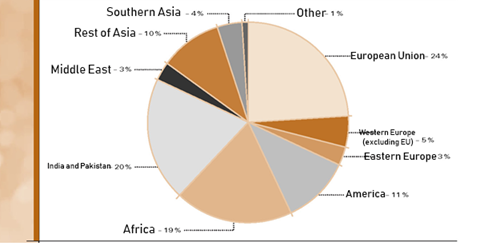 Southern Asia - 4%
Other - 1%
Rest of Asia - 10%
European Union - 24%
Middle East - 3%
Western Europe
(excluding EU) - 5%
Eastern Europe 3%
India and Pakistan - 20%
America - 11%
Africa - 19%